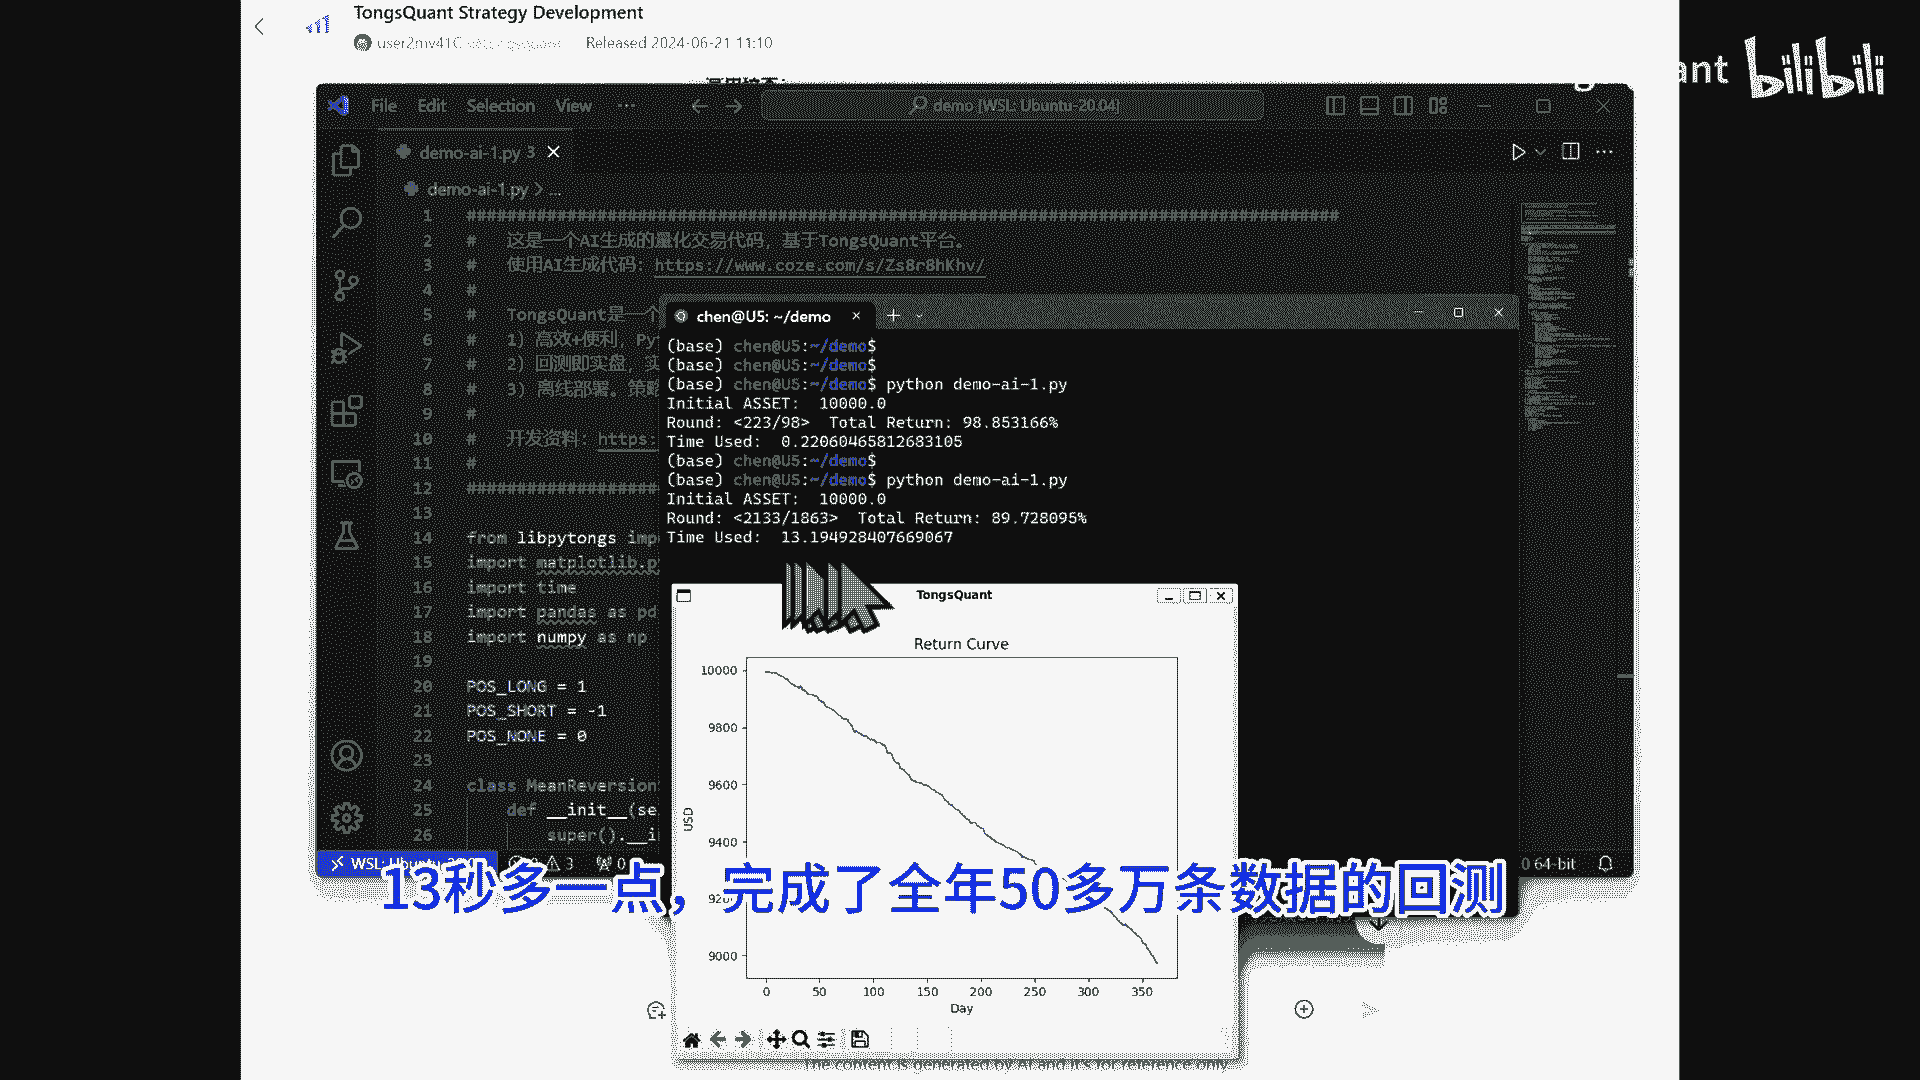 TongsQuant Strategy Development
Released 2024-06-21 11:10
ant bilibili
File Edit Selection View ···
demo [WSL: Ubuntu-20.04]
demo-ai-1.py 3
demo-ai-1.py > ...
1 ################################################
2 # 这是一个AI生成的量化交易代码，基于TongsQuant平台。
3 # 使用AI生成代码：https://www.coze.com/s/Zs8r8hKhv/
4 #
5 # TongsQuant是一个
6 # 1) 高效+便利，Py
7 # 2) 回测即实盘，实
8 # 3) 离线部署。策略
9 #
10 # 开发资料：https:
11 #
12 ####################
13
14 from libpytongs imp
15 import matplotlib.p
16 import time
17 import pandas as pd
18 import numpy as np
19
20 POS_LONG = 1
21 POS_SHORT = -1
22 POS_NONE = 0
23
24 class MeanReversion
25 def __init__(se
26 super().__i
chen@U5: ~/demo
(base) chen@U5:~/demo$
(base) chen@U5:~/demo$
(base) chen@U5:~/demo$ python demo-ai-1.py
Initial ASSET: 10000.0
Round: <223/98> Total Return: 98.853166%
Time Used: 0.22060465812683105
(base) chen@U5:~/demo$
(base) chen@U5:~/demo$ python demo-ai-1.py
Initial ASSET: 10000.0
Round: <2133/1863> Total Return: 89.728095%
Time Used: 13.194928407669067
TongsQuant
Return Curve
10000
9800
9600
9400
9000
USD
0 50 100 150 200 250 300 350
Day
3
0
0 64-bit
13秒多一点，完成了全年50多万条数据的回测
The content is generated by AI and it's for reference only